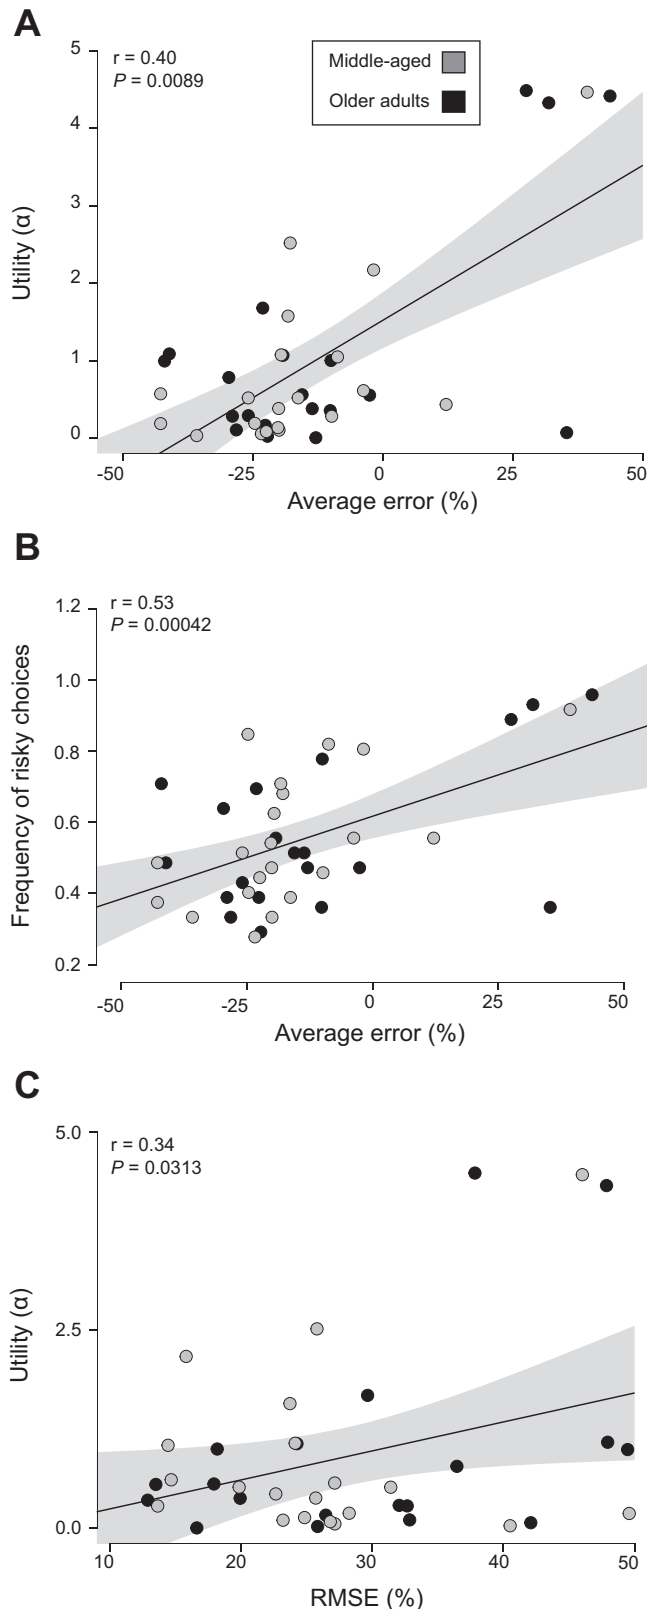 A
r = 0.40
P = 0.0089
Middle-aged
Older adults
5
4
3
2
1
0
Utility (α)
-50 -25 0 25 50
Average error (%)
B
r = 0.53
P = 0.00042
1.2
1.0
0.8
0.6
0.4
0.2
Frequency of risky choices
-50 -25 0 25 50
Average error (%)
C
r = 0.34
P = 0.0313
5.0
2.5
0.0
Utility (α)
10 20 30 40 50
RMSE (%)